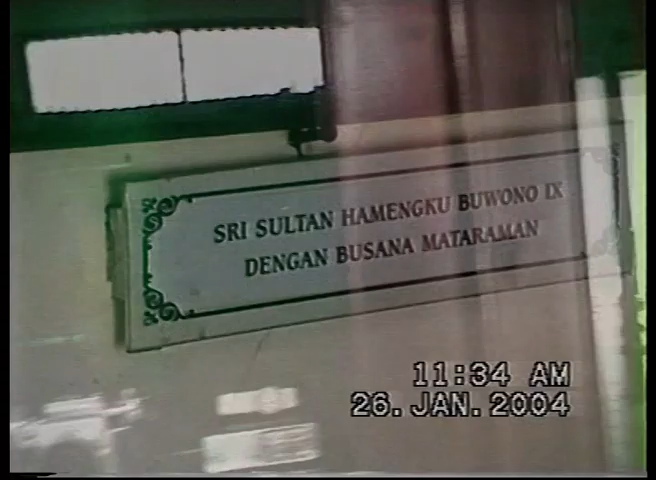 SRI SULTAN HAMENGKU BUWONO IX
DENGAN BUSANA MATARAMAN
11:34 AM
26. JAN. 2004